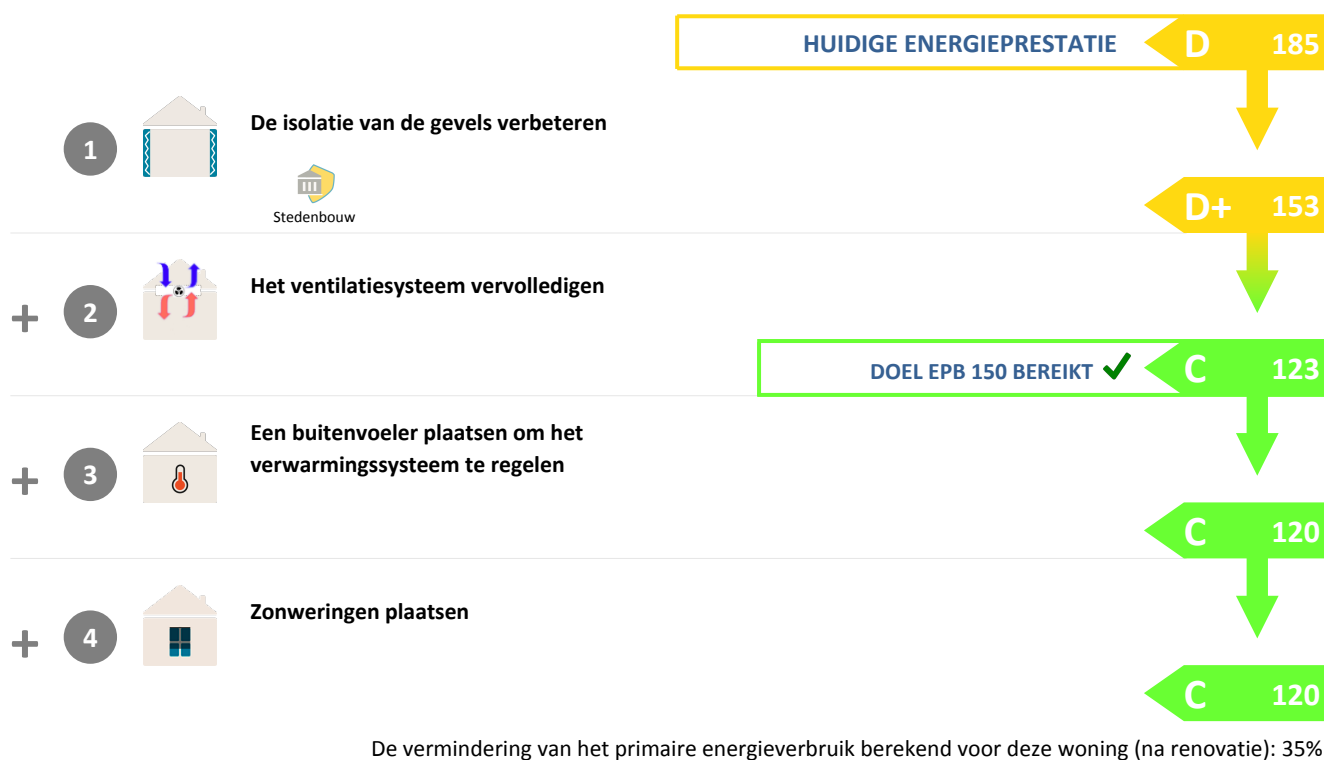 HUIDIGE ENERGIEPRESTATIE D 185
1 De isolatie van de gevels verbeteren
Stedenbouw
D+ 153
+ 2 Het ventilatiesysteem vervolledigen
DOEL EPB 150 BEREIKT ✓ C 123
+ 3 Een buitenvoeler plaatsen om het
verwarmingssysteem te regelen
C 120
+ 4 Zonweringen plaatsen
C 120
De vermindering van het primaire energieverbruik berekend voor deze woning (na renovatie): 35%